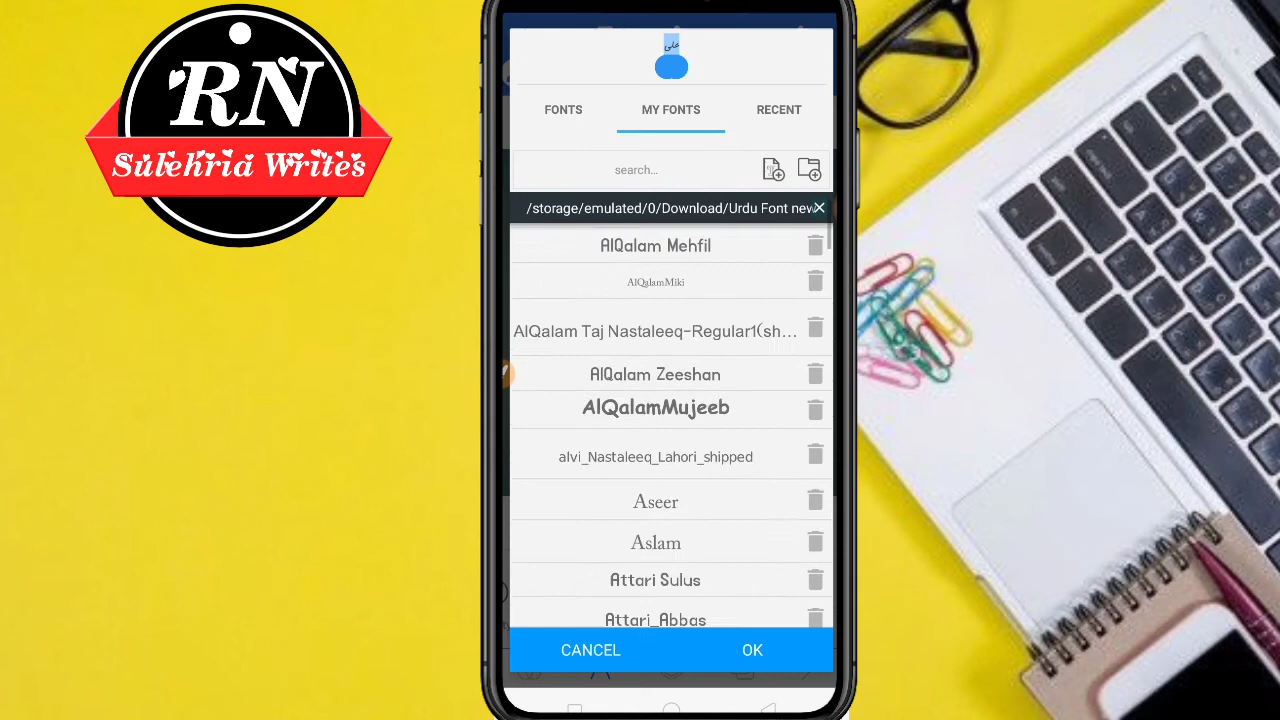 RN
Sulehria Writes
علی
FONTS
MY FONTS
RECENT
search...
/storage/emulated/0/Download/Urdu Font new
AlQalam Mehfil
AlQalamMiki
AlQalam Taj Nastaleeq-Regular1(sh...
AlQalam Zeeshan
AlQalamMujeeb
alvi_Nastaleeq_Lahori_shipped
Aseer
Aslam
Attari Sulus
Attari_Abbas
CANCEL
OK